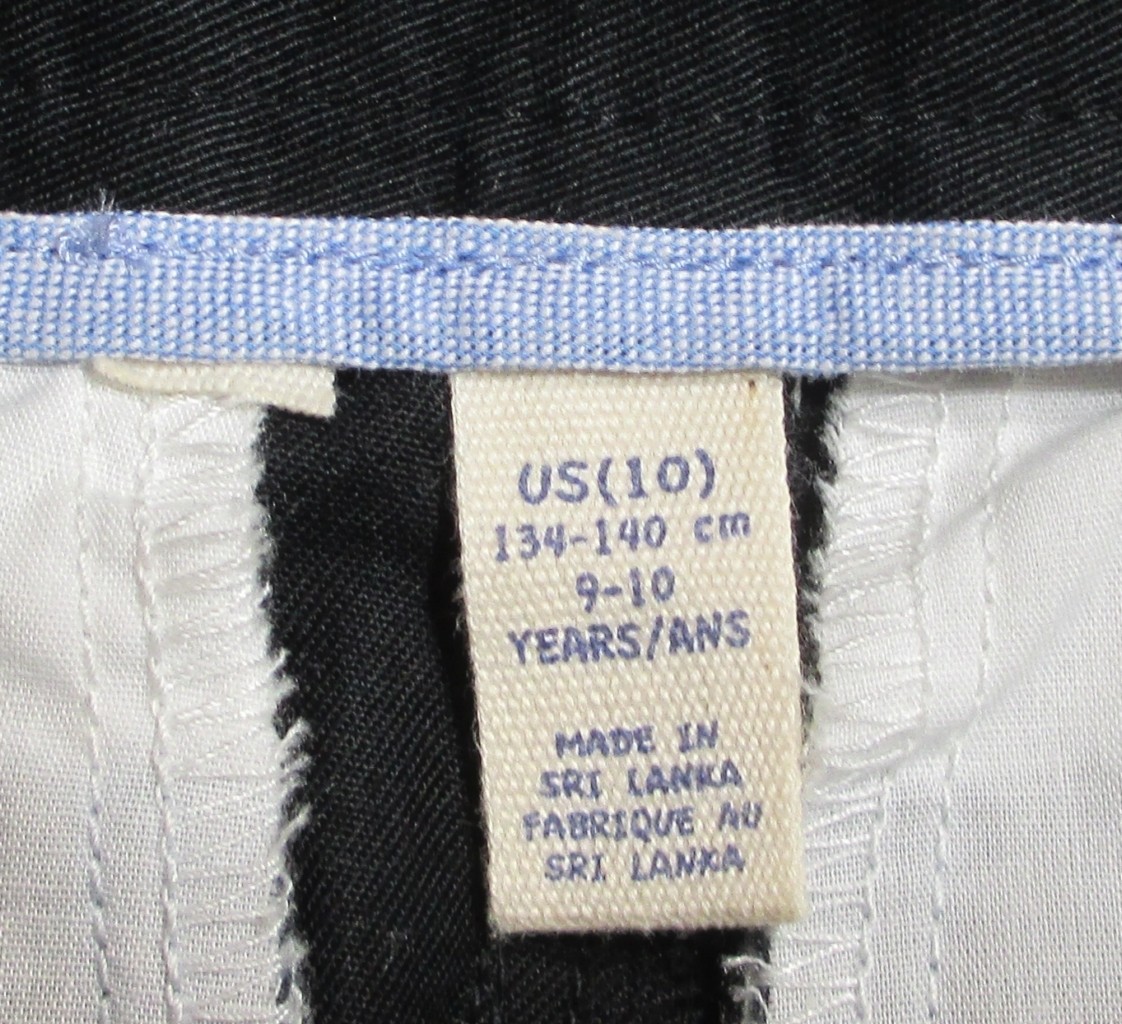 US(10)
134-140 cm
9-10
YEARS/ANS
MADE IN
SRI LANKA
FABRIQUE AU
SRI LANKA